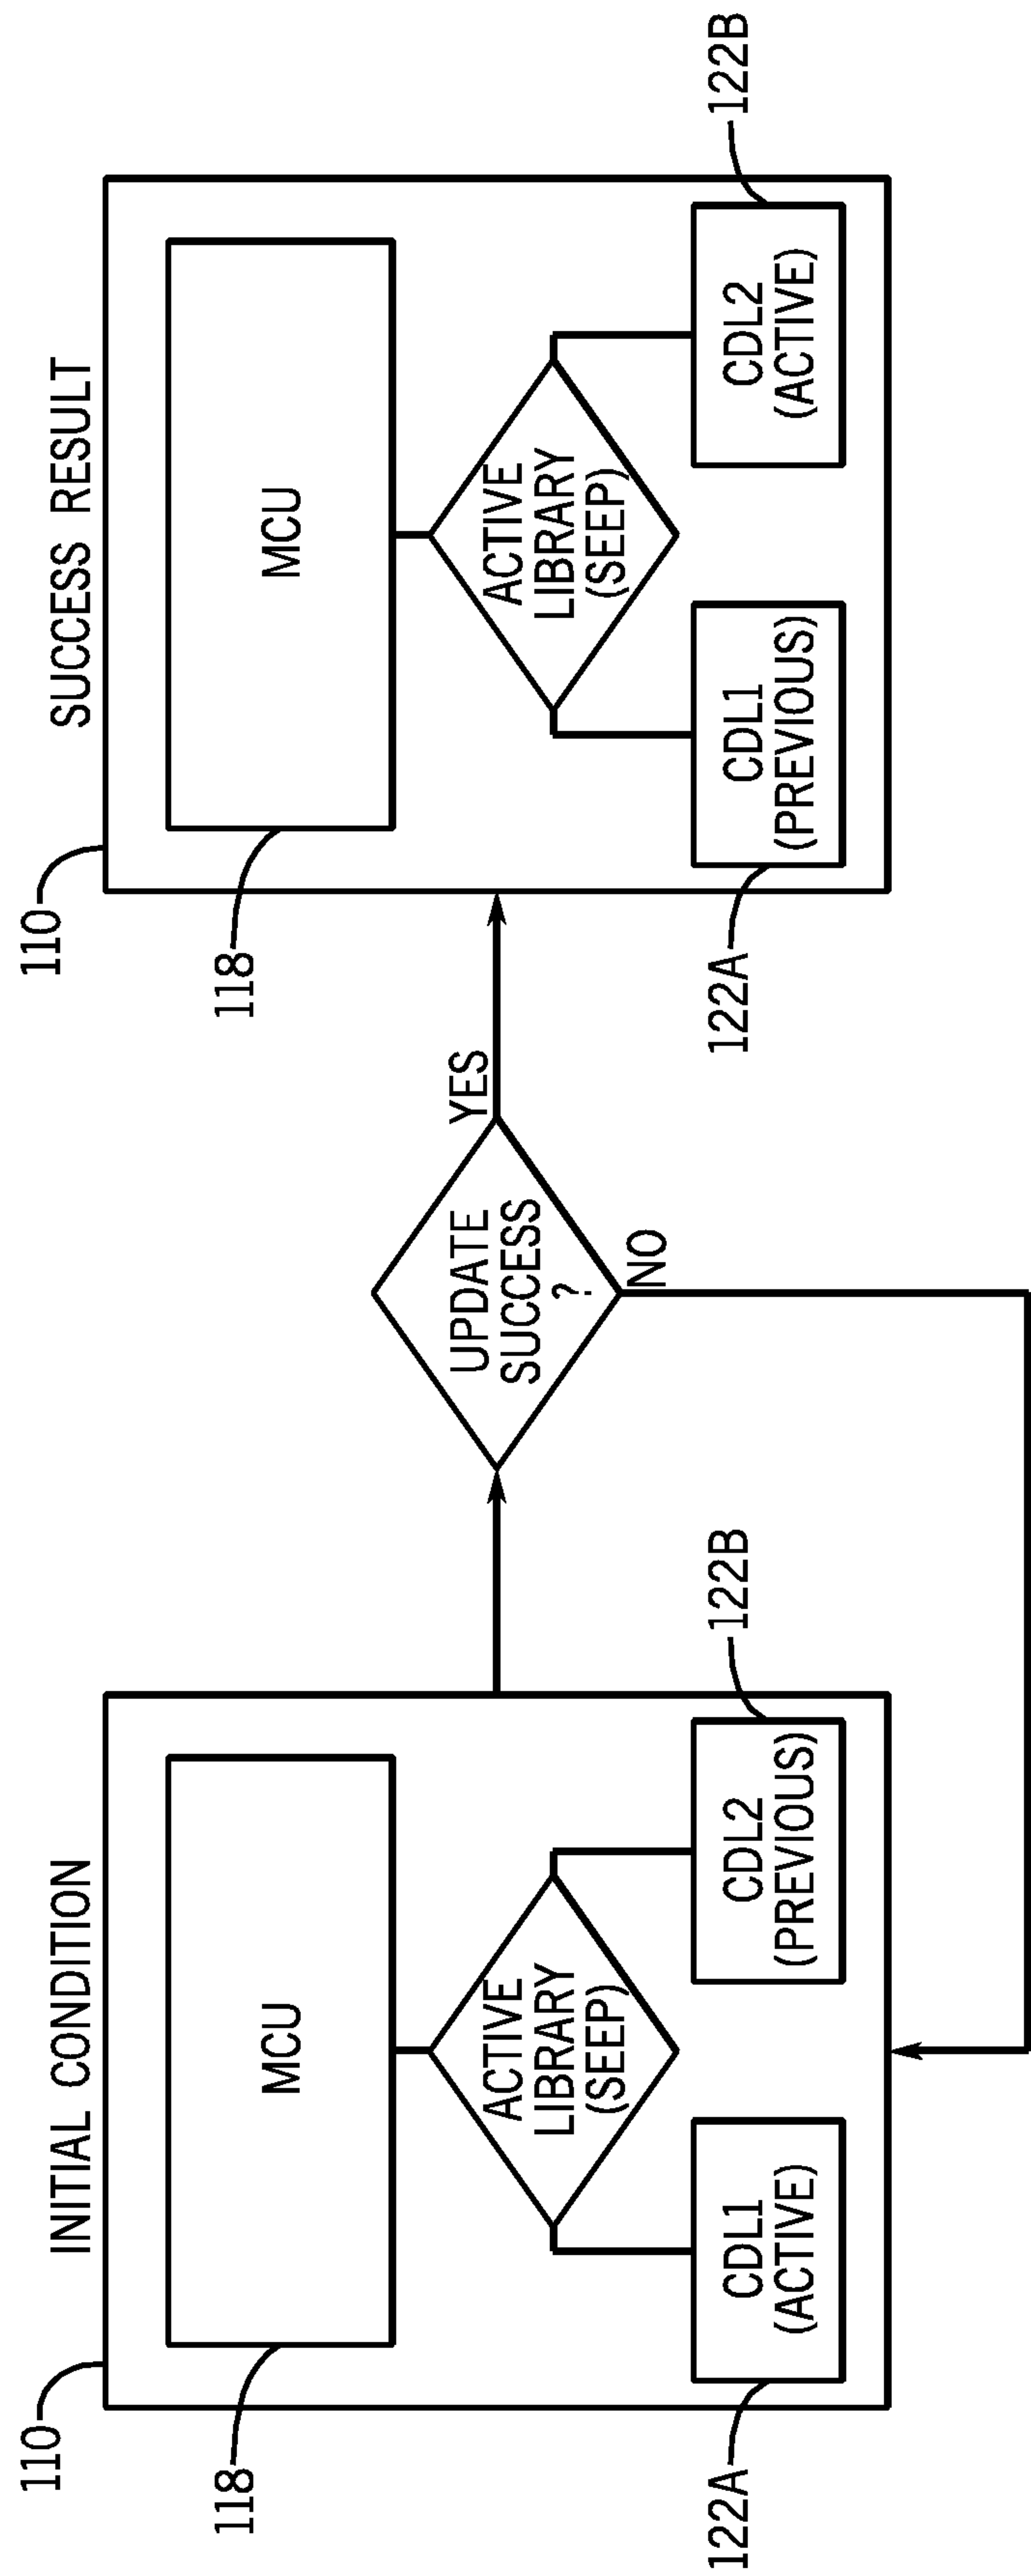 INITIAL CONDITION
110
118
MCU
ACTIVE
LIBRARY
(SEEP)
CDL1
(ACTIVE)
122A
CDL2
(PREVIOUS)
122B
UPDATE
SUCCESS
?
YES
NO
SUCCESS RESULT
110
118
MCU
ACTIVE
LIBRARY
(SEEP)
CDL1
(PREVIOUS)
122A
CDL2
(ACTIVE)
122B